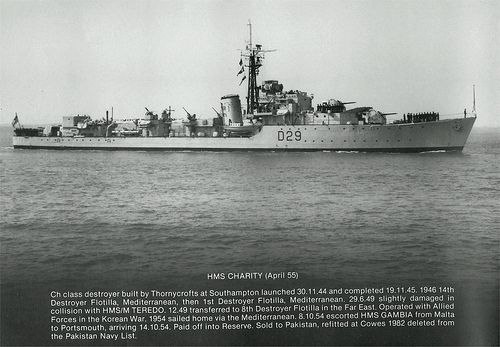 D29
HMS CHARITY (April 55)
Ch class destroyer built by Thornycrofts at Southampton launched 30.11.44 and completed 19.11.45. 1946 14th
Destroyer Flotilla, Mediterranean, then 1st Destroyer Flotilla, Mediterranean. 29.6.49 slightly damaged in
collision with HMS/M TEREDO. 12.49 transferred to 8th Destroyer Flotilla in the Far East. Operated with Allied
Forces in the Korean War. 1954 sailed home via the Mediterranean. 8.10.54 escorted HMS GAMBIA from Malta
to Portsmouth, arriving 14.10.54. Paid off into Reserve. Sold to Pakistan, refitted at Cowes 1982 deleted from
the Pakistan Navy List.